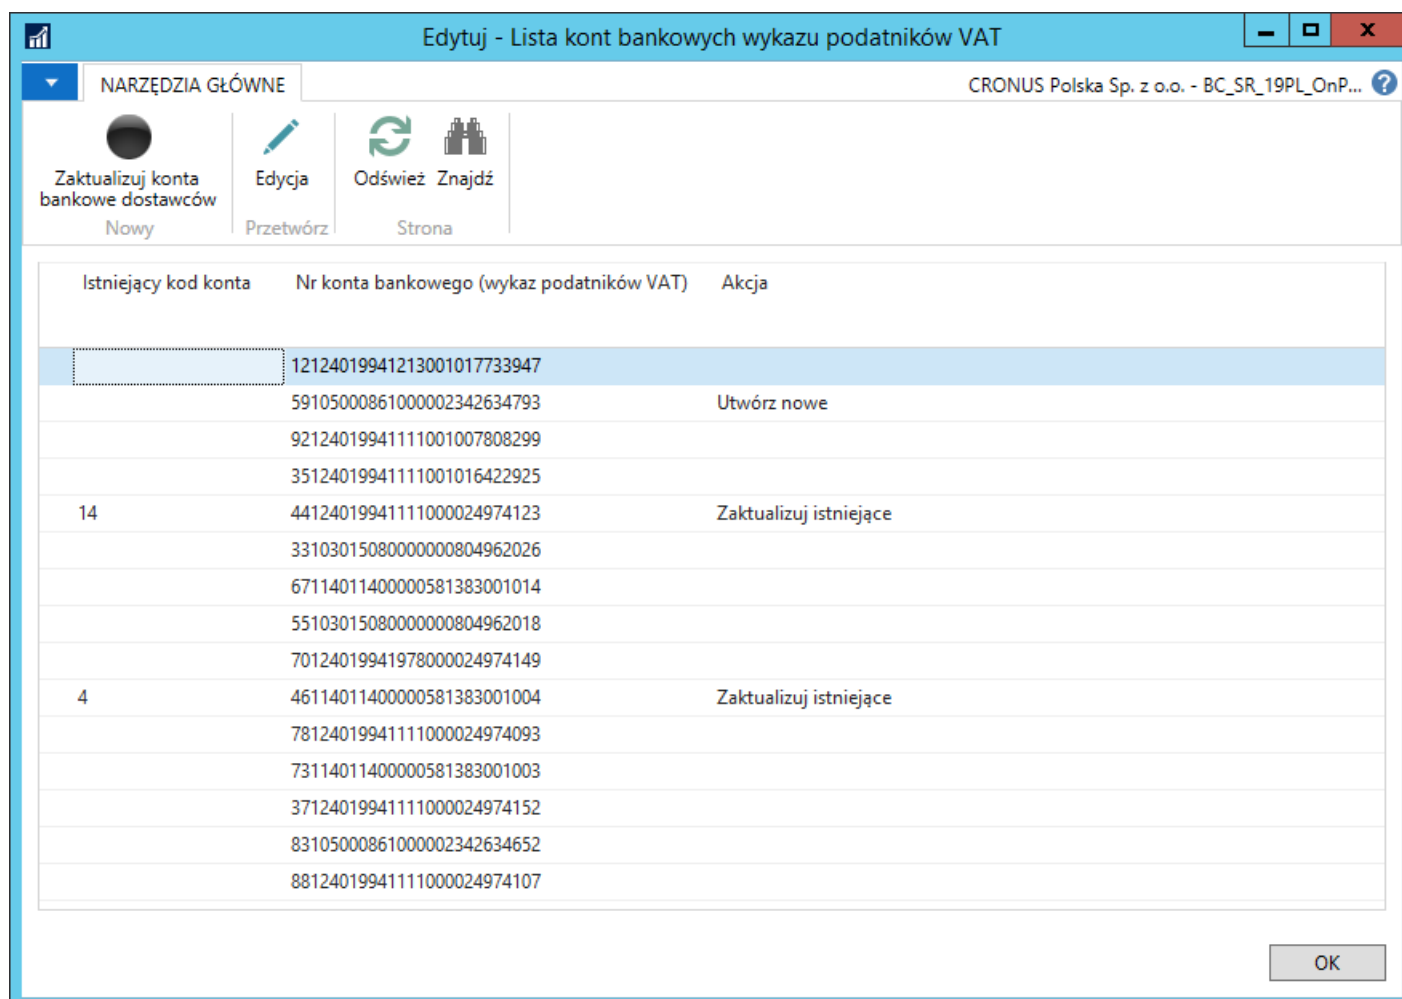 Edytuj - Lista kont bankowych wykazu podatników VAT
NARZĘDZIA GŁÓWNE
CRONUS Polska Sp. z o.o. - BC_SR_19PL_OnP...
Zaktualizuj konta bankowe dostawców
Edycja
Odśwież
Znajdź
Nowy
Przetwórz
Strona
Istniejący kod konta Nr konta bankowego (wykaz podatników VAT) Akcja
12124019941213001017733947
59105000861000002342634793 Utwórz nowe
92124019941111001007808299
35124019941111001016422925
14 44124019941111000024974123 Zaktualizuj istniejące
33103015080000000804962026
67114011400000581383001014
55103015080000000804962018
70124019941978000024974149
4 46114011400000581383001004 Zaktualizuj istniejące
78124019941111000024974093
73114011400000581383001003
37124019941111000024974152
83105000861000002342634652
88124019941111000024974107
OK